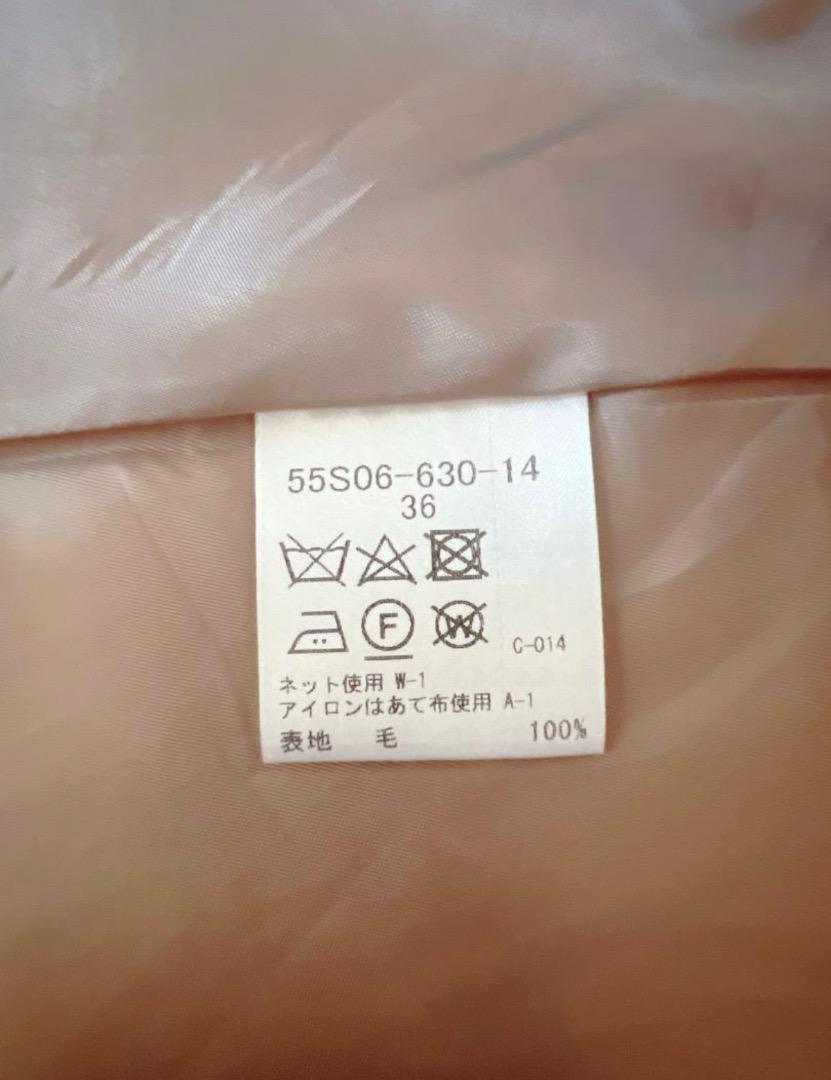 55S06-630-14
36
F W C-014
ネット使用 W-1
アイロンはあて布使用 A-1
表地 毛 100%